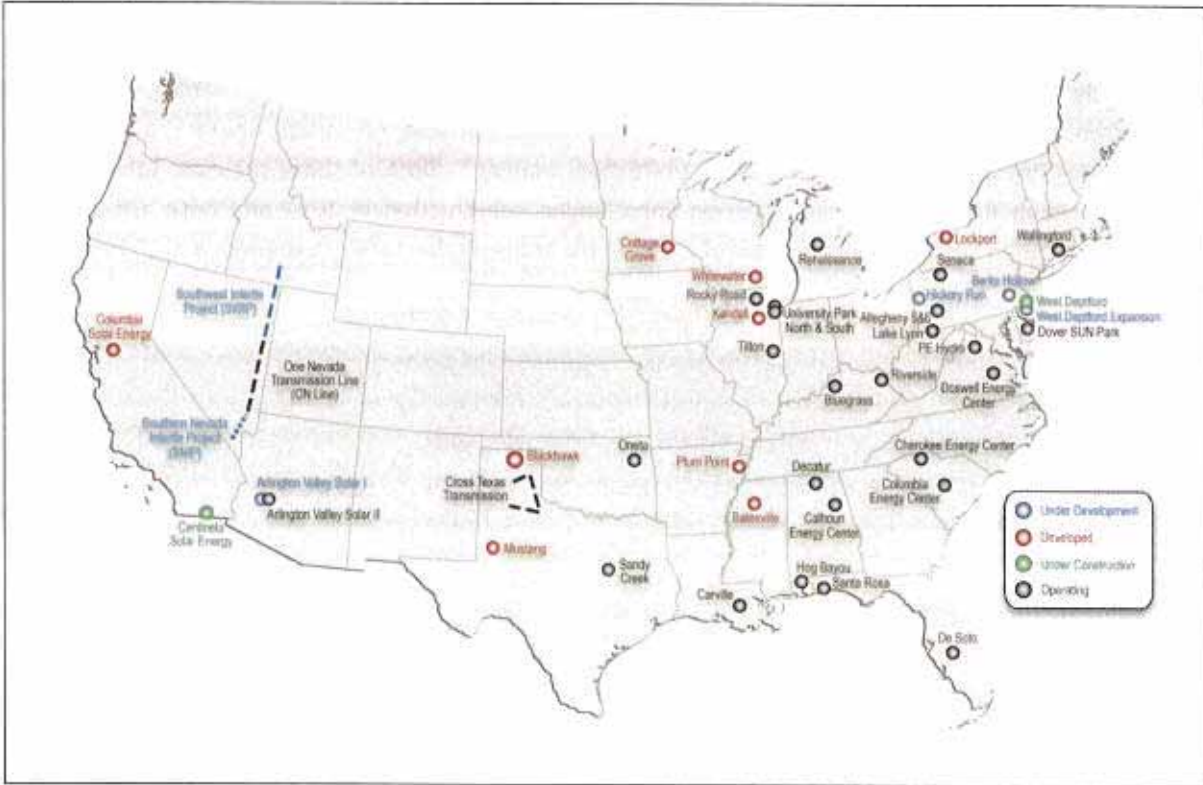 Cottage
Grove
Lockport
Wallingford
Renaissance
Seneca
Whitewater
Berks Hollow
Southwest Intertie
Project (SWIP)
Rocky Road
Hickory Run
West Deptford
Kendall
University Park
North & South
Allegheny 5&6
Lake Lynn
West Deptford Expansion
Columbia
Solar Energy
Dover SUN Park
Tilton
PE Hydro
One Nevada
Transmission Line
(ON Line)
Riverside
Bluegrass
Doswell Energy
Center
Southern Nevada
Intertie Project
(SNIP)
Blackhawk
Oneta
Plum Point
Cherokee Energy Center
Decatur
Cross Texas
Transmission
Arlington Valley Solar I
Columbia
Energy Center
Arlington Valley Solar II
Batesville
Calhoun
Energy Center
Centinela
Solar Energy
Mustang
Sandy
Creek
Hog Bayou
Santa Rosa
Carville
De Soto
Under Development
Developed
Under Construction
Operating